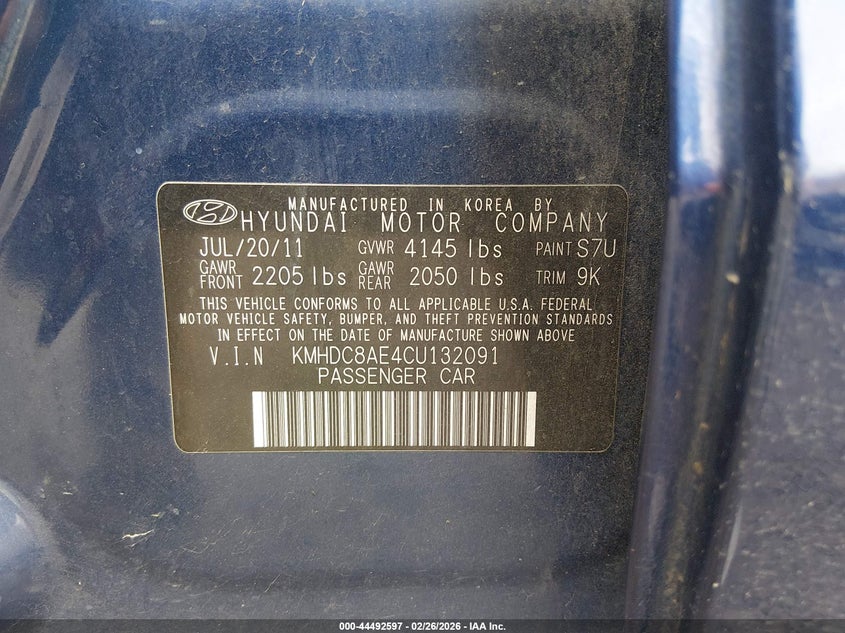 MANUFACTURED IN KOREA BY
HYUNDAI MOTOR COMPANY
JUL/20/11 GVWR 4145 lbs PAINT S7U
GAWR FRONT 2205 lbs GAWR REAR 2050 lbs TRIM 9K
THIS VEHICLE CONFORMS TO ALL APPLICABLE U.S.A. FEDERAL
MOTOR VEHICLE SAFETY, BUMPER, AND THEFT PREVENTION STANDARDS
IN EFFECT ON THE DATE OF MANUFACTURE SHOWN ABOVE
V.I.N KMHDC8AE4CU132091
PASSENGER CAR
000-44492597 - 02/26/2026 - IAA Inc.